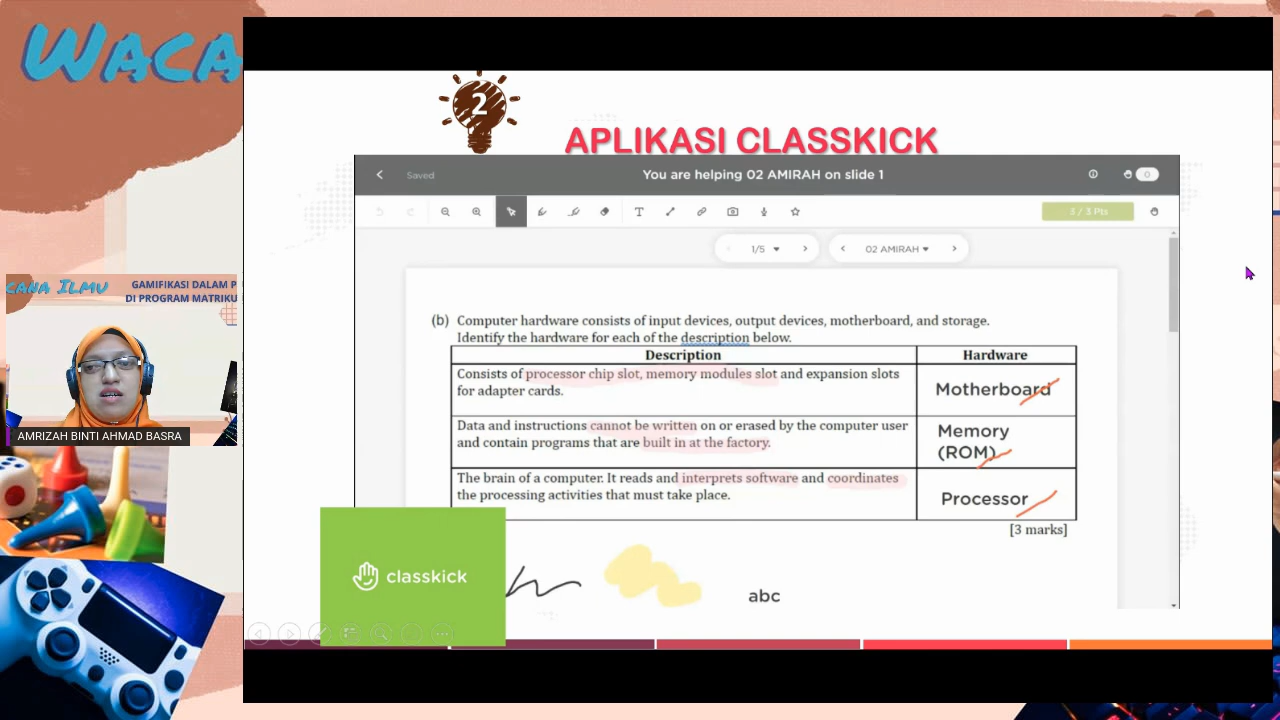 WACA
CANA ILMU
GAMIFIKASI DALAM P
DI PROGRAM MATRIKU
AMRIZAH BINTI AHMAD BASRA
2
APLIKASI CLASSKICK
Saved
You are helping 02 AMIRAH on slide 1
0
T
3 / 3 Pts
1/5
02 AMIRAH
(b) Computer hardware consists of input devices, output devices, motherboard, and storage.
Identify the hardware for each of the description below.
Description Hardware
Consists of processor chip slot, memory modules slot and expansion slots
for adapter cards.
Motherboard
Data and instructions cannot be written on or erased by the computer user
and contain programs that are built in at the factory.
Memory
(ROM)
The brain of a computer. It reads and interprets software and coordinates
the processing activities that must take place.
Processor
[3 marks]
classkick
abc